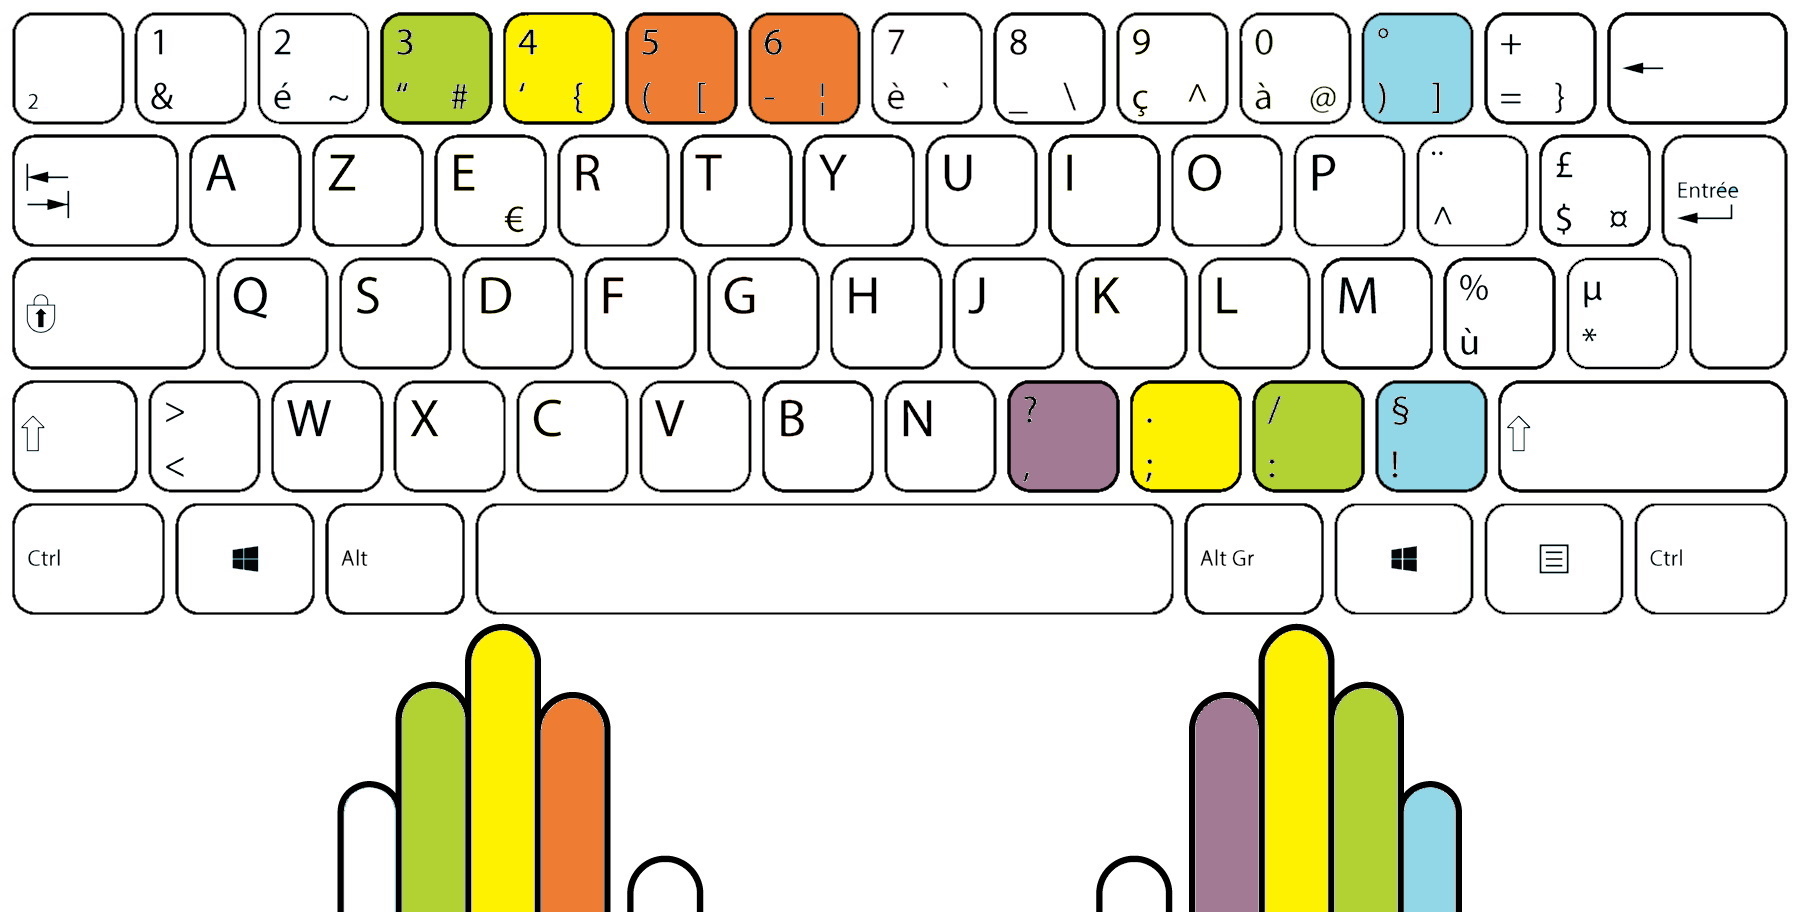 1 2 3 4 5 6 7 8 9 0 ° +
2 & é ~ “ # ‘ { ( [ - ¦ è ` _ \ ç ^ à @ ) ] = }
A Z E R T Y U I O P ¨ £
Entrée
€ ^ $ ¤
Q S D F G H J K L M % µ
ù *
> W X C V B N ? . / §
< , ; : !
Ctrl Alt Alt Gr Ctrl